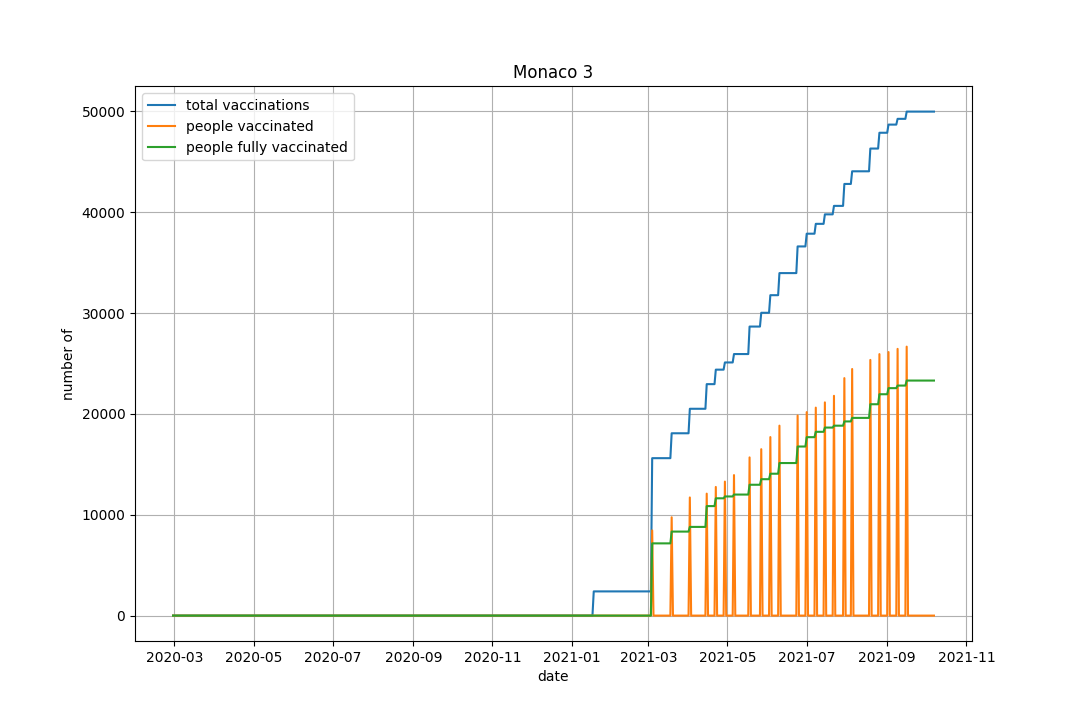 Monaco 3
total vaccinations
people vaccinated
people fully vaccinated
50000
40000
30000
20000
10000
0
number of
2020-03 2020-05 2020-07 2020-09 2020-11 2021-01 2021-03 2021-05 2021-07 2021-09 2021-11
date